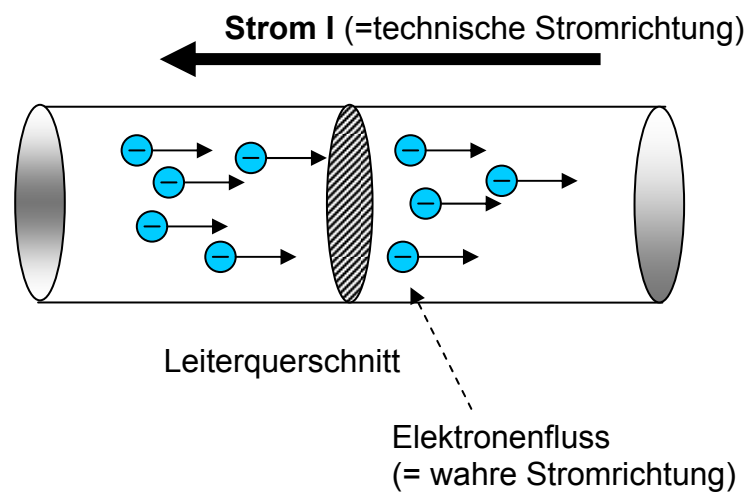 Strom I (=technische Stromrichtung)
Leiterquerschnitt
Elektronenfluss
(= wahre Stromrichtung)